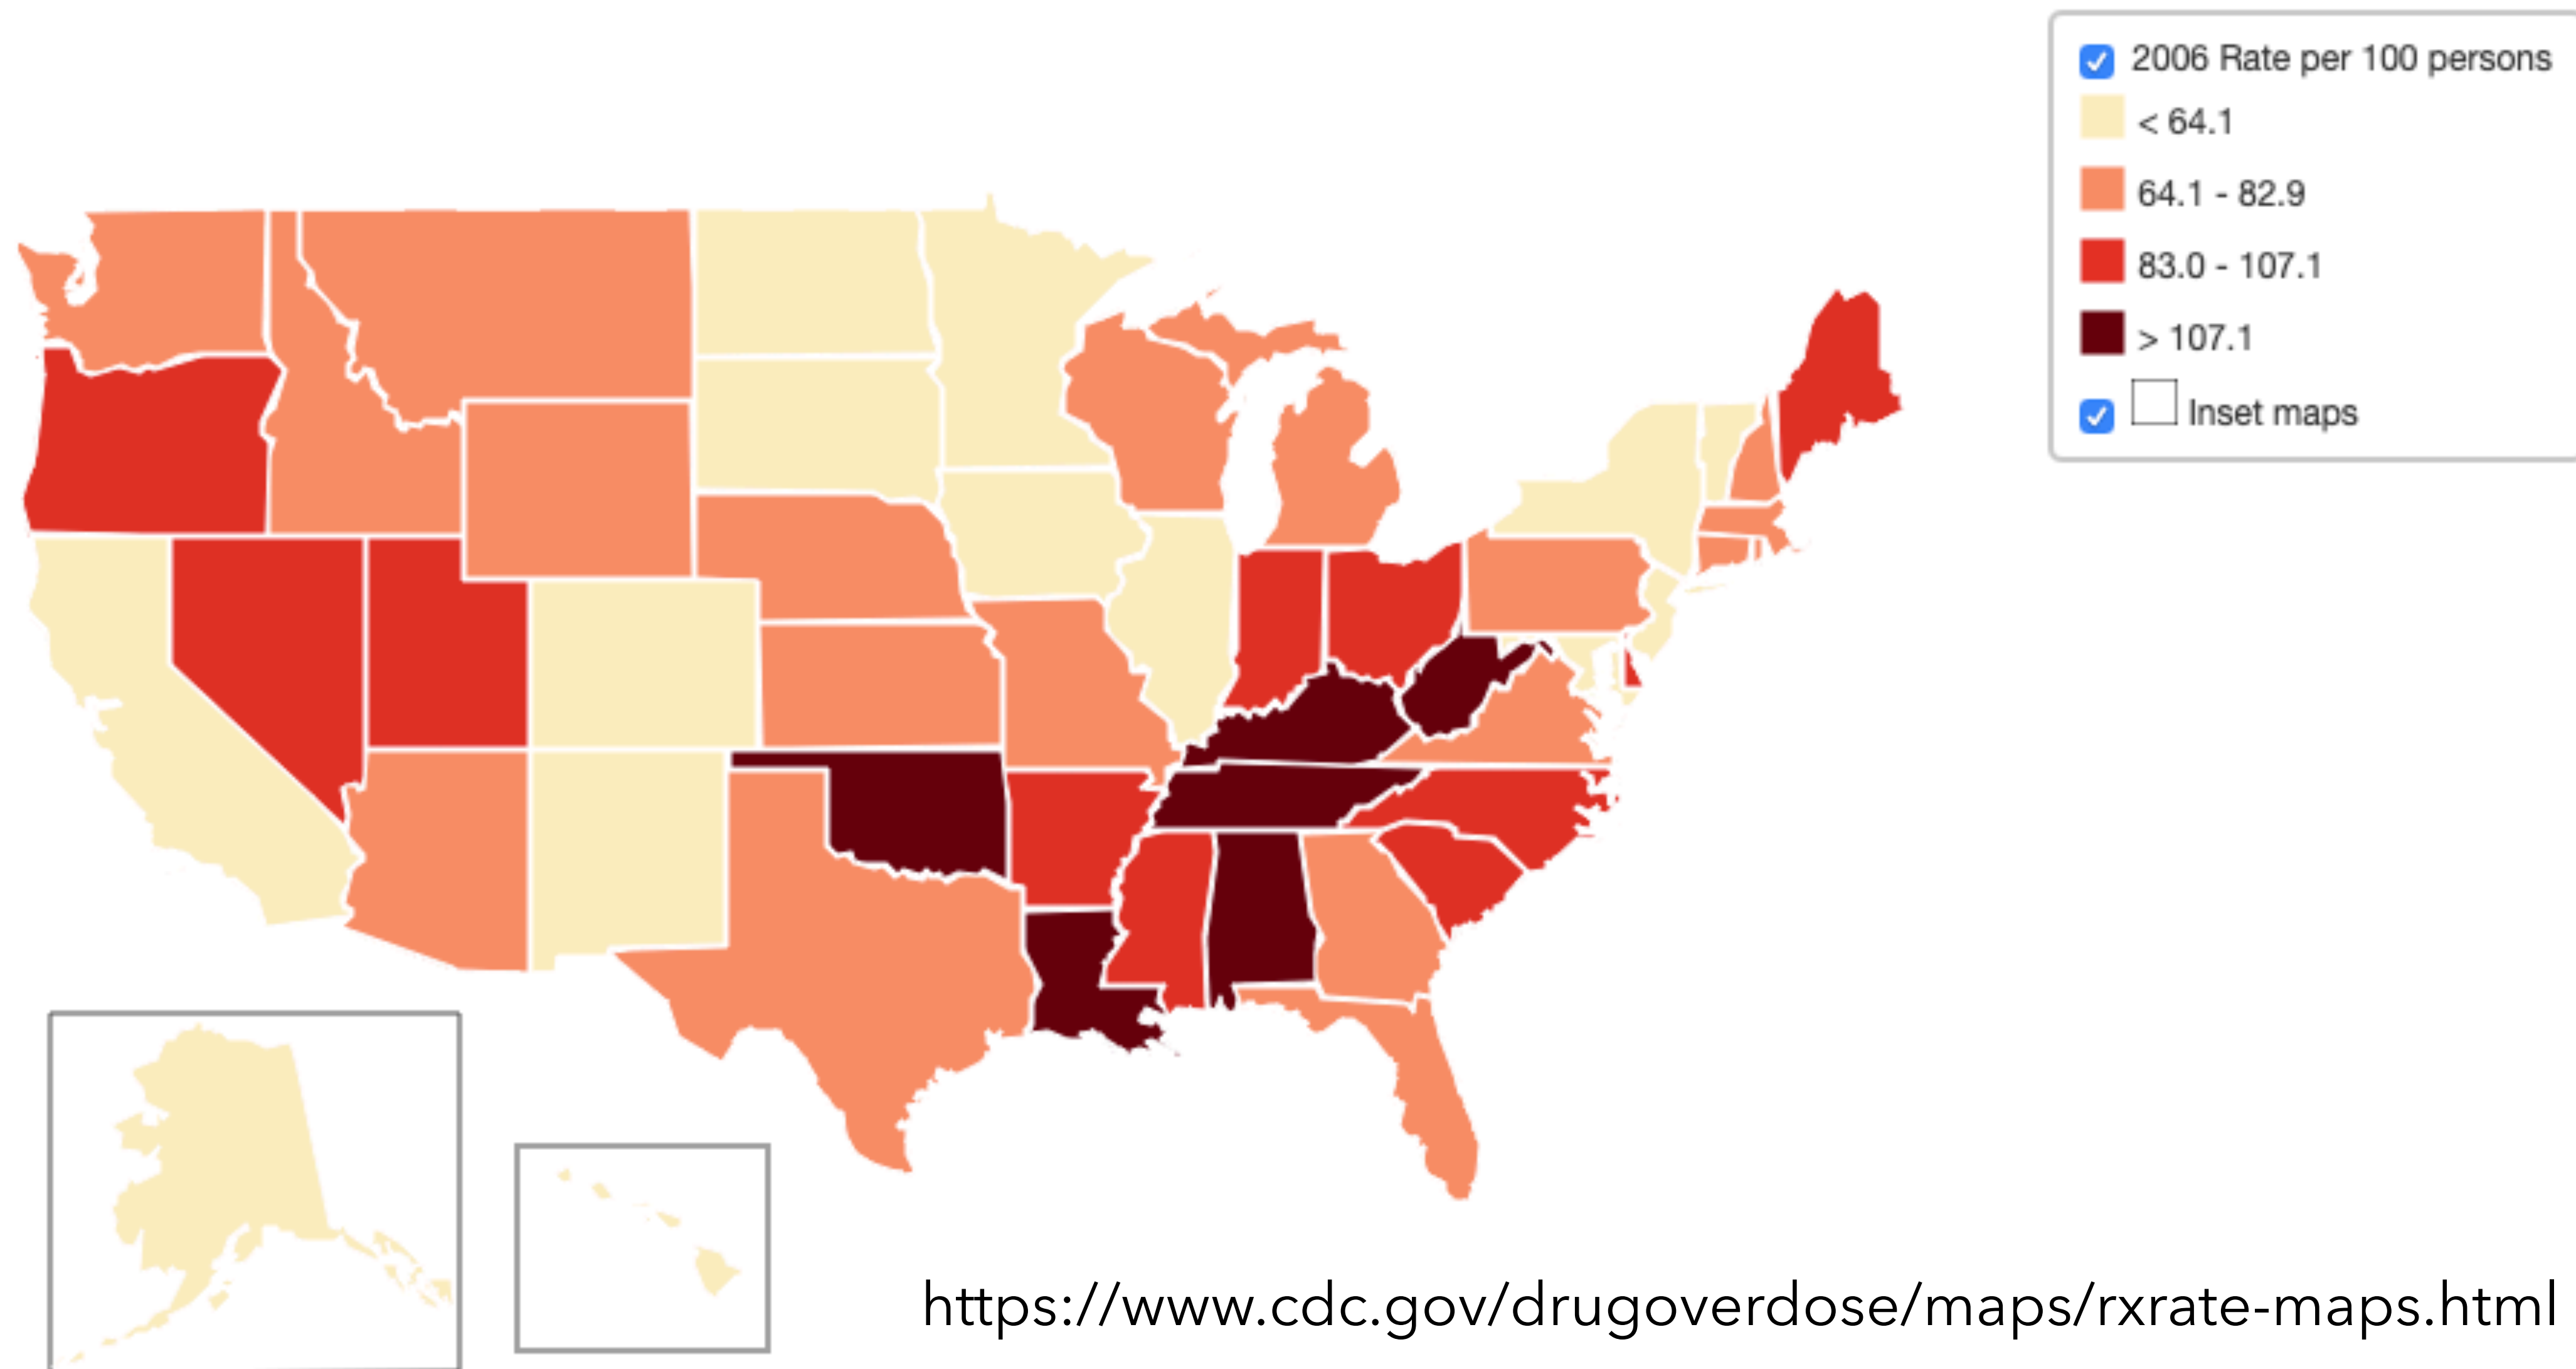 2006 Rate per 100 persons
< 64.1
64.1 - 82.9
83.0 - 107.1
> 107.1
Inset maps
https://www.cdc.gov/drugoverdose/maps/rxrate-maps.html